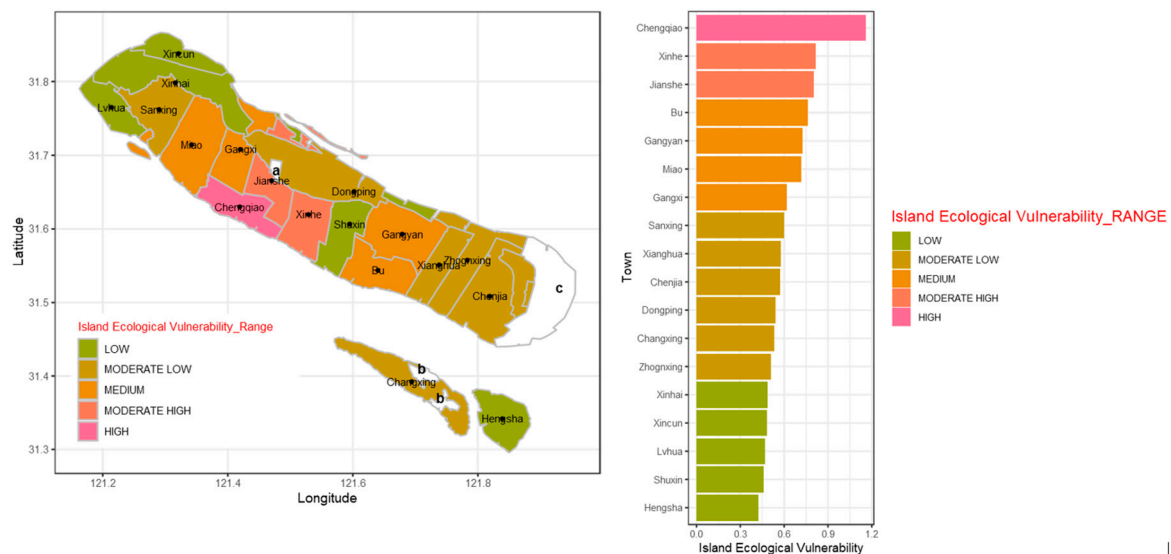 Latitude
31.8
31.7
31.6
31.5
31.4
31.3
Xincun
Xinhai
Lvhua
Sanxing
Miao
Gangxi
a
Jianshe
Dongping
Chengqiao
Xinhe
Shuxin
Gangyan
Zhognxing
Xianghua
Bu
Chenjia
c
b
Changxing
b
Hengsha
Island Ecological Vulnerability_Range
LOW
MODERATE LOW
MEDIUM
MODERATE HIGH
HIGH
121.2 121.4 121.6 121.8
Longitude
Town
Chengqiao
Xinhe
Jianshe
Bu
Gangyan
Miao
Gangxi
Sanxing
Xianghua
Chenjia
Dongping
Changxing
Zhognxing
Xinhai
Xincun
Lvhua
Shuxin
Hengsha
0.0 0.3 0.6 0.9 1.2
Island Ecological Vulnerability
Island Ecological Vulnerability_RANGE
LOW
MODERATE LOW
MEDIUM
MODERATE HIGH
HIGH